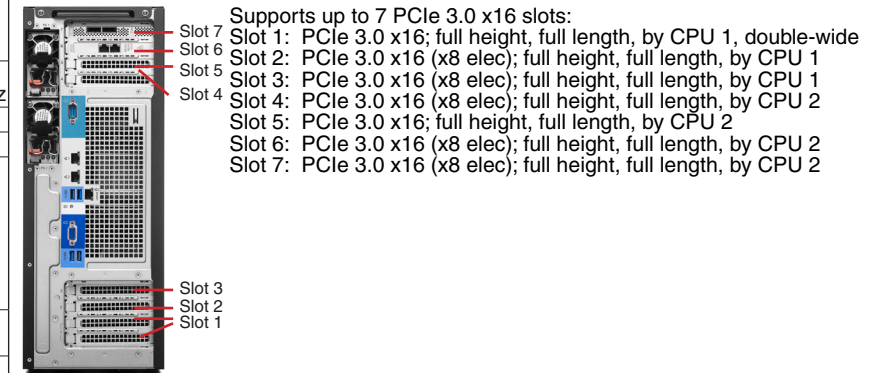 Slot 7
Slot 6
Slot 5
Slot 4
Slot 3
Slot 2
Slot 1
Supports up to 7 PCIe 3.0 x16 slots:
Slot 1: PCIe 3.0 x16; full height, full length, by CPU 1, double-wide
Slot 2: PCIe 3.0 x16 (x8 elec); full height, full length, by CPU 1
Slot 3: PCIe 3.0 x16 (x8 elec); full height, full length, by CPU 1
Slot 4: PCIe 3.0 x16 (x8 elec); full height, full length, by CPU 2
Slot 5: PCIe 3.0 x16; full height, full length, by CPU 2
Slot 6: PCIe 3.0 x16 (x8 elec); full height, full length, by CPU 2
Slot 7: PCIe 3.0 x16 (x8 elec); full height, full length, by CPU 2